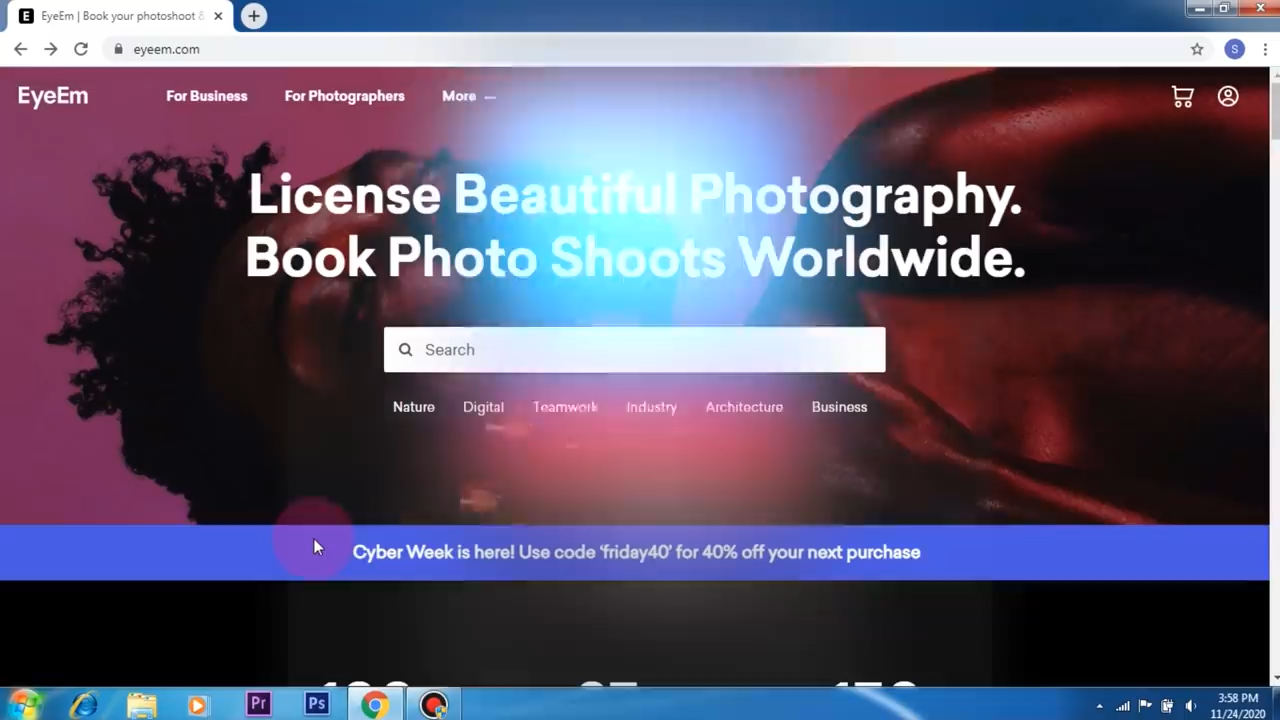 EyeEm | Book your photoshoot &
eyeem.com
S
EyeEm
For Business
For Photographers
More
License Beautiful Photography.
Book Photo Shoots Worldwide.
Search
Nature
Digital
Teamwork
Industry
Architecture
Business
Cyber Week is here! Use code 'friday40' for 40% off your next purchase
Pr
Ps
3:58 PM
11/24/2020